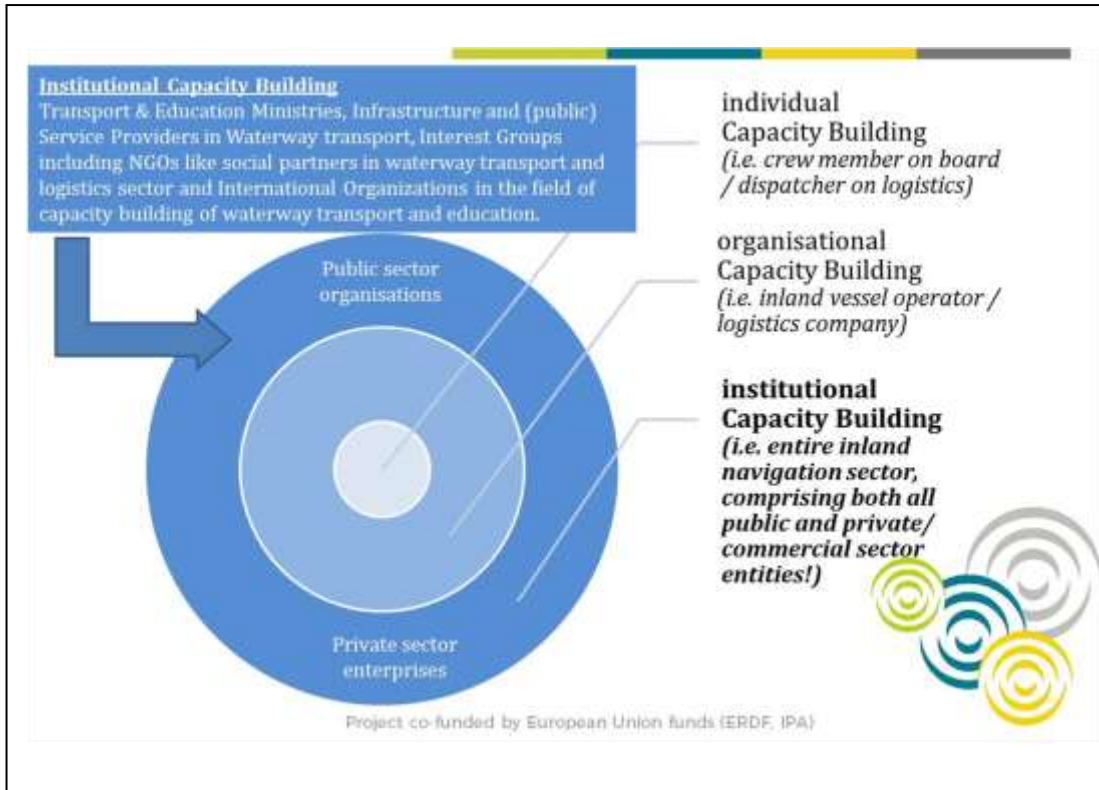 Institutional Capacity Building
Transport & Education Ministries, Infrastructure and (public)
Service Providers in Waterway transport, Interest Groups
including NGOs like social partners in waterway transport and
logistics sector and International Organizations in the field of
capacity building of waterway transport and education.
Public sector
organisations
Private sector
enterprises
individual
Capacity Building
(i.e. crew member on board
/ dispatcher on logistics)
organisational
Capacity Building
(i.e. inland vessel operator /
logistics company)
institutional
Capacity Building
(i.e. entire inland
navigation sector,
comprising both all
public and private/
commercial sector
entities!)
Project co-funded by European Union funds (ERDF, IPA)